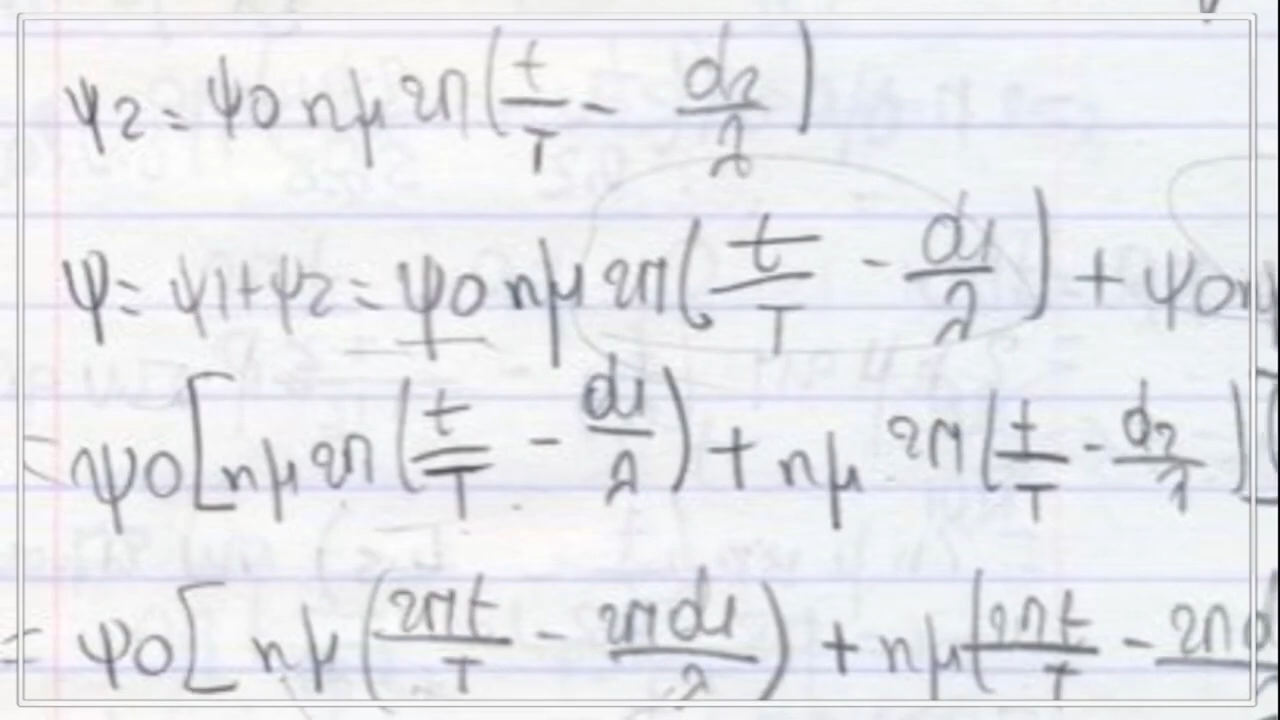 ψ2 = ψ0 ημ 2π (t/T - d2/λ)
ψ = ψ1 + ψ2 = ψ0 ημ 2π (t/T - d1/λ) + ψ0
= ψ0 [ημ 2π (t/T - d1/λ) + ημ 2π (t/T - d2/λ)]
= ψ0 [ημ (2πt/T - 2πd1/λ) + ημ (2πt/T - 2πd